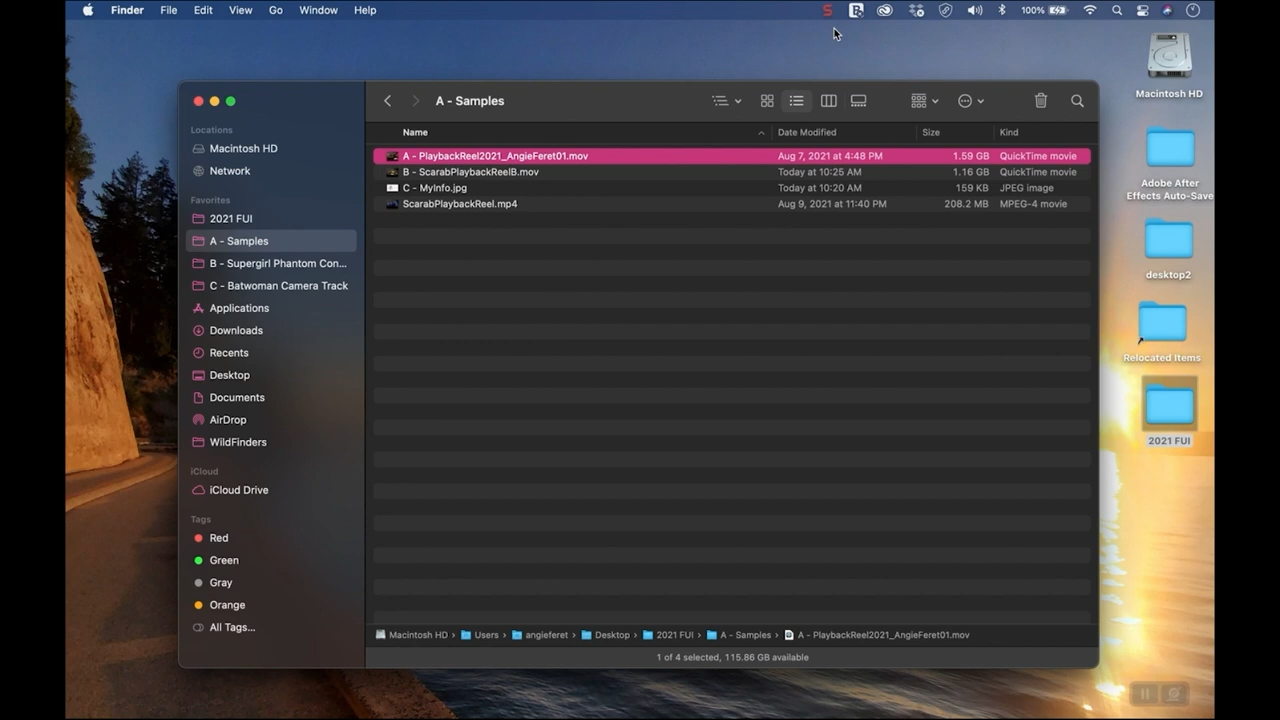 Finder File Edit View Go Window Help 100%
A - Samples
Locations
Macintosh HD
Network
Favorites
2021 FUI
A - Samples
B - Supergirl Phantom Con...
C - Batwoman Camera Track
Applications
Downloads
Recents
Desktop
Documents
AirDrop
WildFinders
iCloud
iCloud Drive
Tags
Red
Green
Gray
Orange
All Tags...
Name Date Modified Size Kind
A - PlaybackReel2021_AngieFeret01.mov Aug 7, 2021 at 4:48 PM 1.59 GB QuickTime movie
B - ScarabPlaybackReelB.mov Today at 10:25 AM 1.16 GB QuickTime movie
C - MyInfo.jpg Today at 10:20 AM 159 KB JPEG image
ScarabPlaybackReel.mp4 Aug 9, 2021 at 11:40 PM 208.2 MB MPEG-4 movie
Macintosh HD › Users › angieferet › Desktop › 2021 FUI › A - Samples › A - PlaybackReel2021_AngieFeret01.mov
1 of 4 selected, 115.86 GB available
Macintosh HD
Adobe After
Effects Auto-Save
desktop2
Relocated Items
2021 FUI